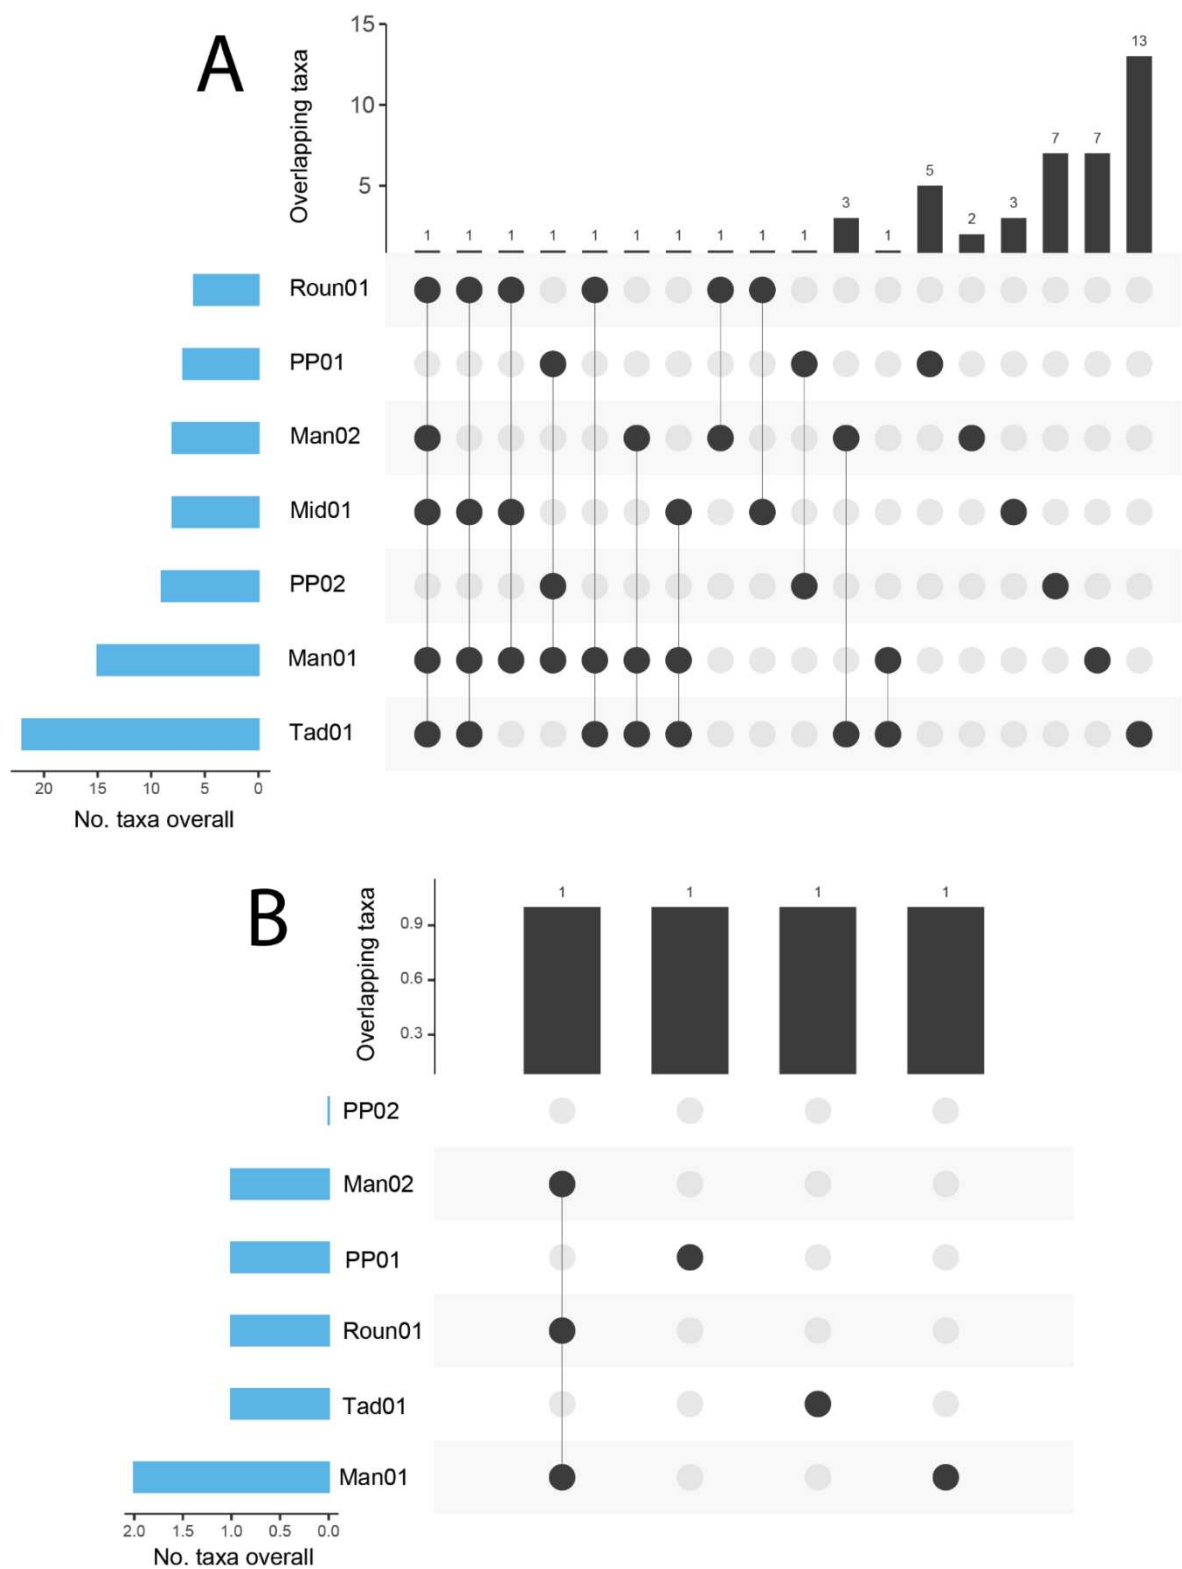 A
Overlapping taxa
15
10
5
1 1 1 1 1 1 1 1 1 1 3 1 5 2 3 7 7 13
Roun01
PP01
Man02
Mid01
PP02
Man01
Tad01
20 15 10 5 0
No. taxa overall
B
Overlapping taxa
0.9
0.6
0.3
1 1 1 1
PP02
Man02
PP01
Roun01
Tad01
Man01
2.0 1.5 1.0 0.5 0.0
No. taxa overall